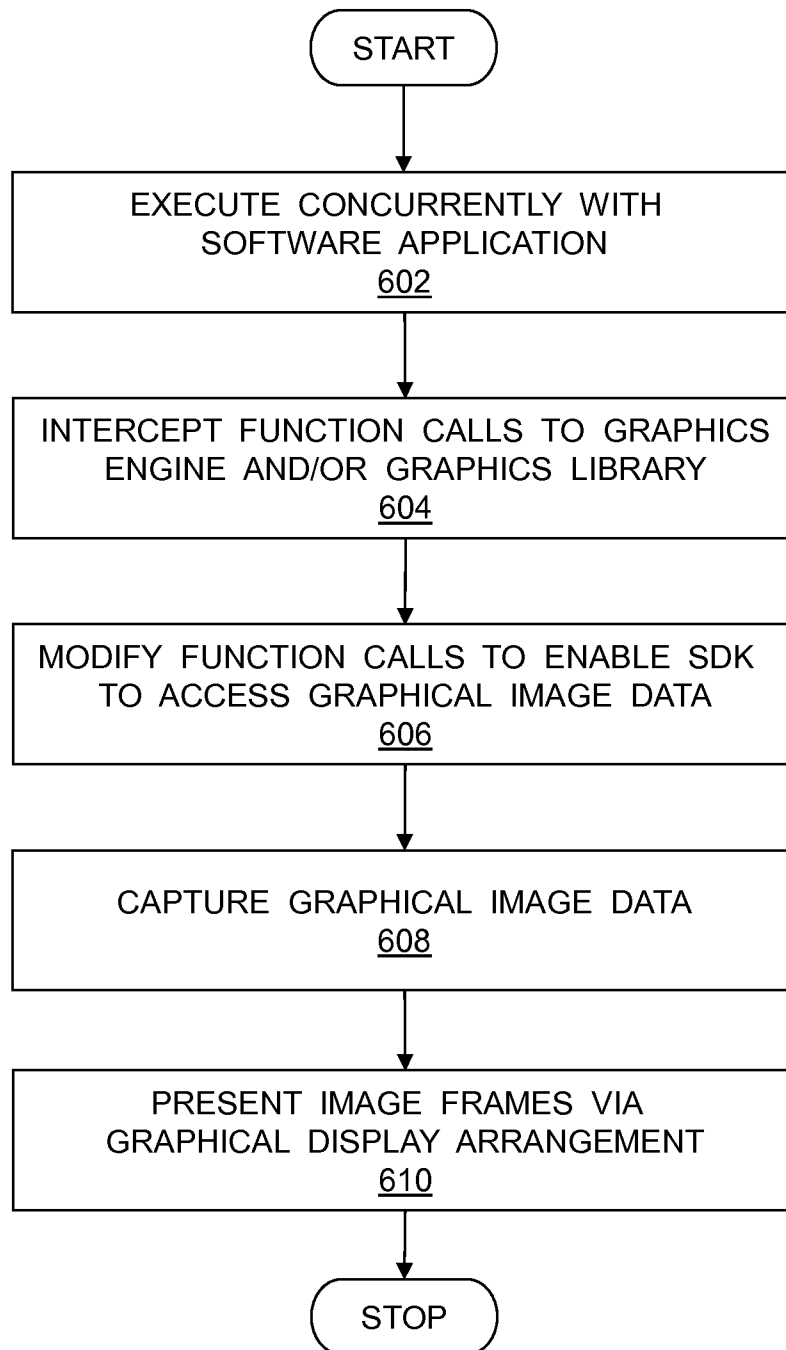 START
EXECUTE CONCURRENTLY WITH
SOFTWARE APPLICATION
602
INTERCEPT FUNCTION CALLS TO GRAPHICS
ENGINE AND/OR GRAPHICS LIBRARY
604
MODIFY FUNCTION CALLS TO ENABLE SDK
TO ACCESS GRAPHICAL IMAGE DATA
606
CAPTURE GRAPHICAL IMAGE DATA
608
PRESENT IMAGE FRAMES VIA
GRAPHICAL DISPLAY ARRANGEMENT
610
STOP